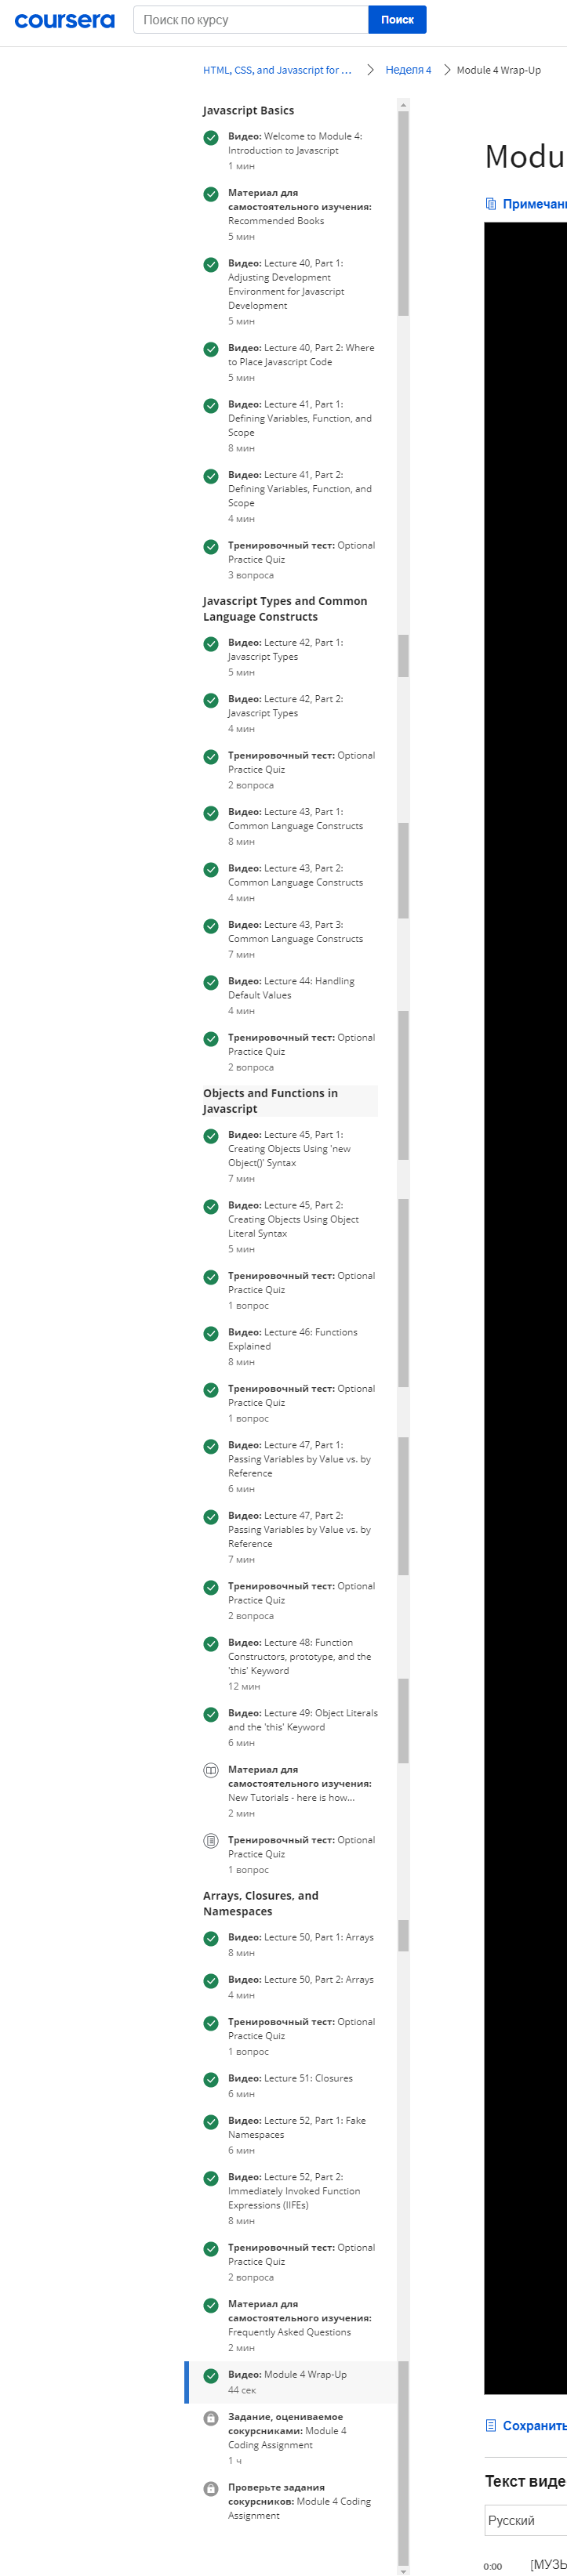 coursera
Поиск по курсу
Поиск
HTML, CSS, and Javascript for ...
Неделя 4
Module 4 Wrap-Up
Javascript Basics
Видео: Welcome to Module 4:
Introduction to Javascript
1 мин
Материал для
самостоятельного изучения:
Recommended Books
5 мин
Видео: Lecture 40, Part 1:
Adjusting Development
Environment for Javascript
Development
5 мин
Видео: Lecture 40, Part 2: Where
to Place Javascript Code
5 мин
Видео: Lecture 41, Part 1:
Defining Variables, Function, and
Scope
8 мин
Видео: Lecture 41, Part 2:
Defining Variables, Function, and
Scope
4 мин
Тренировочный тест: Optional
Practice Quiz
3 вопроса
Javascript Types and Common
Language Constructs
Видео: Lecture 42, Part 1:
Javascript Types
5 мин
Видео: Lecture 42, Part 2:
Javascript Types
4 мин
Тренировочный тест: Optional
Practice Quiz
2 вопроса
Видео: Lecture 43, Part 1:
Common Language Constructs
8 мин
Видео: Lecture 43, Part 2:
Common Language Constructs
4 мин
Видео: Lecture 43, Part 3:
Common Language Constructs
7 мин
Видео: Lecture 44: Handling
Default Values
4 мин
Тренировочный тест: Optional
Practice Quiz
2 вопроса
Objects and Functions in
Javascript
Видео: Lecture 45, Part 1:
Creating Objects Using 'new
Object()' Syntax
7 мин
Видео: Lecture 45, Part 2:
Creating Objects Using Object
Literal Syntax
5 мин
Тренировочный тест: Optional
Practice Quiz
1 вопрос
Видео: Lecture 46: Functions
Explained
8 мин
Тренировочный тест: Optional
Practice Quiz
1 вопрос
Видео: Lecture 47, Part 1:
Passing Variables by Value vs. by
Reference
6 мин
Видео: Lecture 47, Part 2:
Passing Variables by Value vs. by
Reference
7 мин
Тренировочный тест: Optional
Practice Quiz
2 вопроса
Видео: Lecture 48: Function
Constructors, prototype, and the
'this' Keyword
12 мин
Видео: Lecture 49: Object Literals
and the 'this' Keyword
6 мин
Материал для
самостоятельного изучения:
New Tutorials - here is how...
2 мин
Тренировочный тест: Optional
Practice Quiz
1 вопрос
Arrays, Closures, and
Namespaces
Видео: Lecture 50, Part 1: Arrays
8 мин
Видео: Lecture 50, Part 2: Arrays
4 мин
Тренировочный тест: Optional
Practice Quiz
1 вопрос
Видео: Lecture 51: Closures
6 мин
Видео: Lecture 52, Part 1: Fake
Namespaces
6 мин
Видео: Lecture 52, Part 2:
Immediately Invoked Function
Expressions (IIFEs)
8 мин
Тренировочный тест: Optional
Practice Quiz
2 вопроса
Материал для
самостоятельного изучения:
Frequently Asked Questions
2 мин
Видео: Module 4 Wrap-Up
44 сек
Задание, оцениваемое
сокурсниками: Module 4
Coding Assignment
1 ч
Проверьте задания
сокурсников: Module 4 Coding
Assignment
Modu
Примечан
Сохранить
Текст виде
Русский
0:00 [МУЗЫ